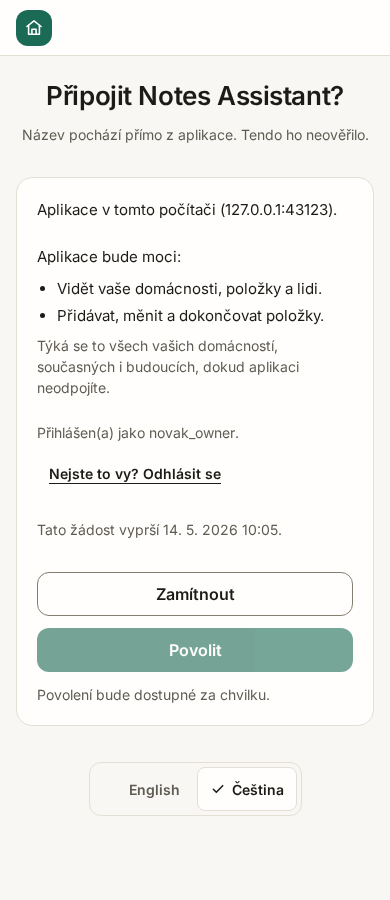 Připojit Notes Assistant?
Název pochází přímo z aplikace. Tendo ho neověřilo.
Aplikace v tomto počítači (127.0.0.1:43123).
Aplikace bude moci:
• Vidět vaše domácnosti, položky a lidi.
• Přidávat, měnit a dokončovat položky.
Týká se to všech vašich domácností,
současných i budoucích, dokud aplikaci
neodpojíte.
Přihlášen(a) jako novak_owner.
Nejste to vy? Odhlásit se
Tato žádost vyprší 14. 5. 2026 10:05.
Zamítnout
Povolit
Povolení bude dostupné za chvilku.
English
Čeština